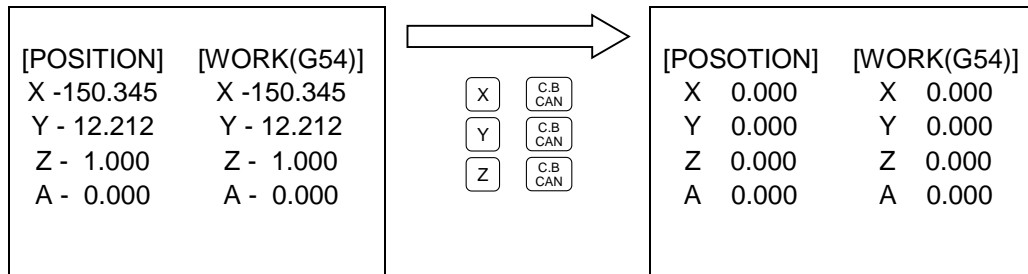 [POSITION] [WORK(G54)]
X -150.345 X -150.345
Y - 12.212 Y - 12.212
Z - 1.000 Z - 1.000
A - 0.000 A - 0.000
X C.B CAN
Y C.B CAN
Z C.B CAN
[POSOTION] [WORK(G54)]
X 0.000 X 0.000
Y 0.000 Y 0.000
Z 0.000 Z 0.000
A 0.000 A 0.000